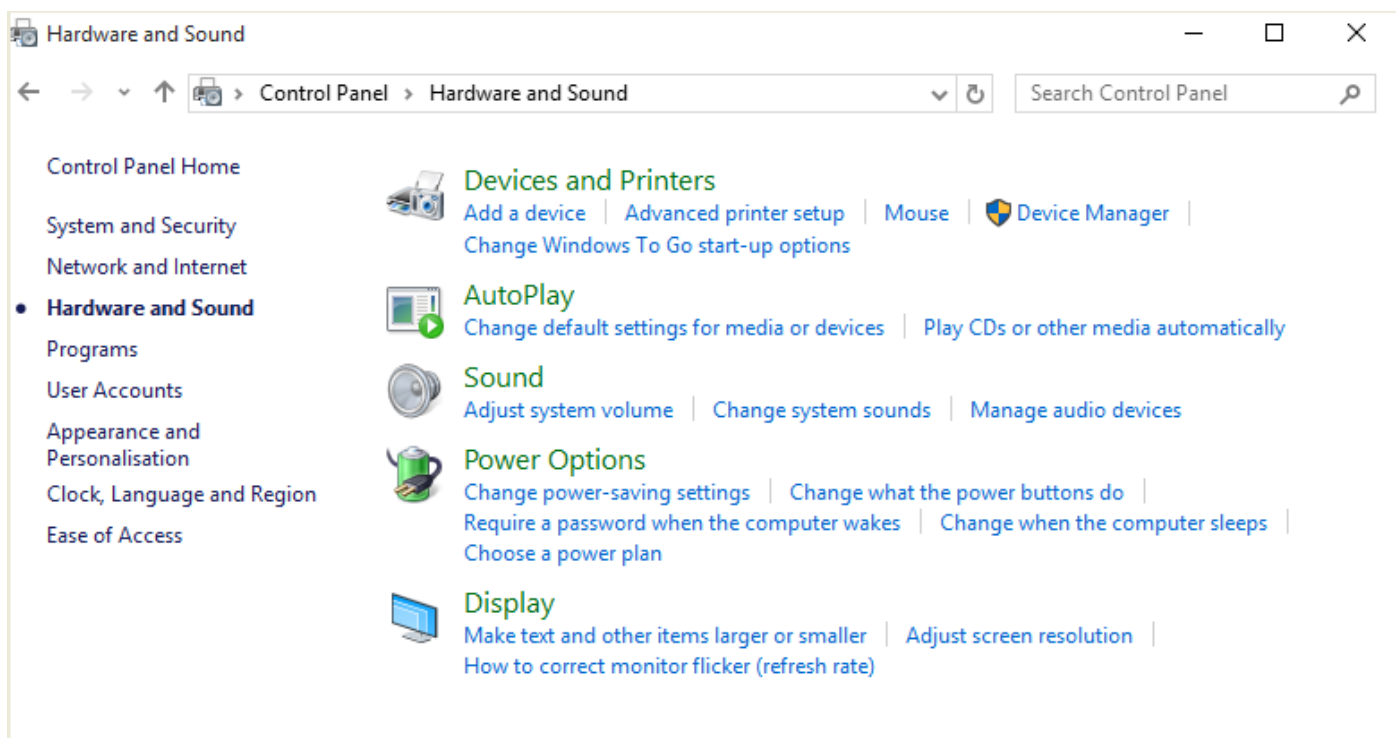 Hardware and Sound
Control Panel > Hardware and Sound
Search Control Panel
Control Panel Home
System and Security
Network and Internet
Hardware and Sound
Programs
User Accounts
Appearance and
Personalisation
Clock, Language and Region
Ease of Access
Devices and Printers
Add a device | Advanced printer setup | Mouse | Device Manager |
Change Windows To Go start-up options
AutoPlay
Change default settings for media or devices | Play CDs or other media automatically
Sound
Adjust system volume | Change system sounds | Manage audio devices
Power Options
Change power-saving settings | Change what the power buttons do |
Require a password when the computer wakes | Change when the computer sleeps |
Choose a power plan
Display
Make text and other items larger or smaller | Adjust screen resolution |
How to correct monitor flicker (refresh rate)